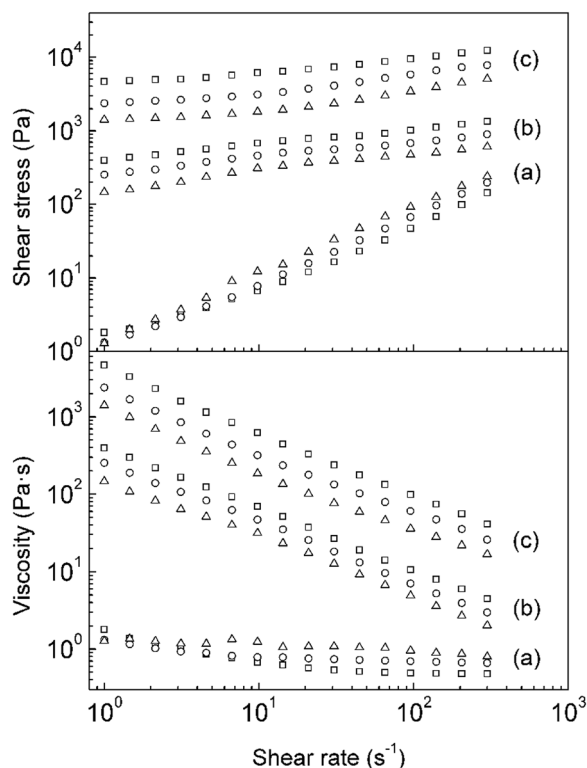 Shear stress (Pa)
10⁴
10³
10²
10¹
10⁰
(c)
(b)
(a)
Viscosity (Pa·s)
10³
10²
10¹
10⁰
(c)
(b)
(a)
10⁰ 10¹ 10² 10³
Shear rate (s⁻¹)